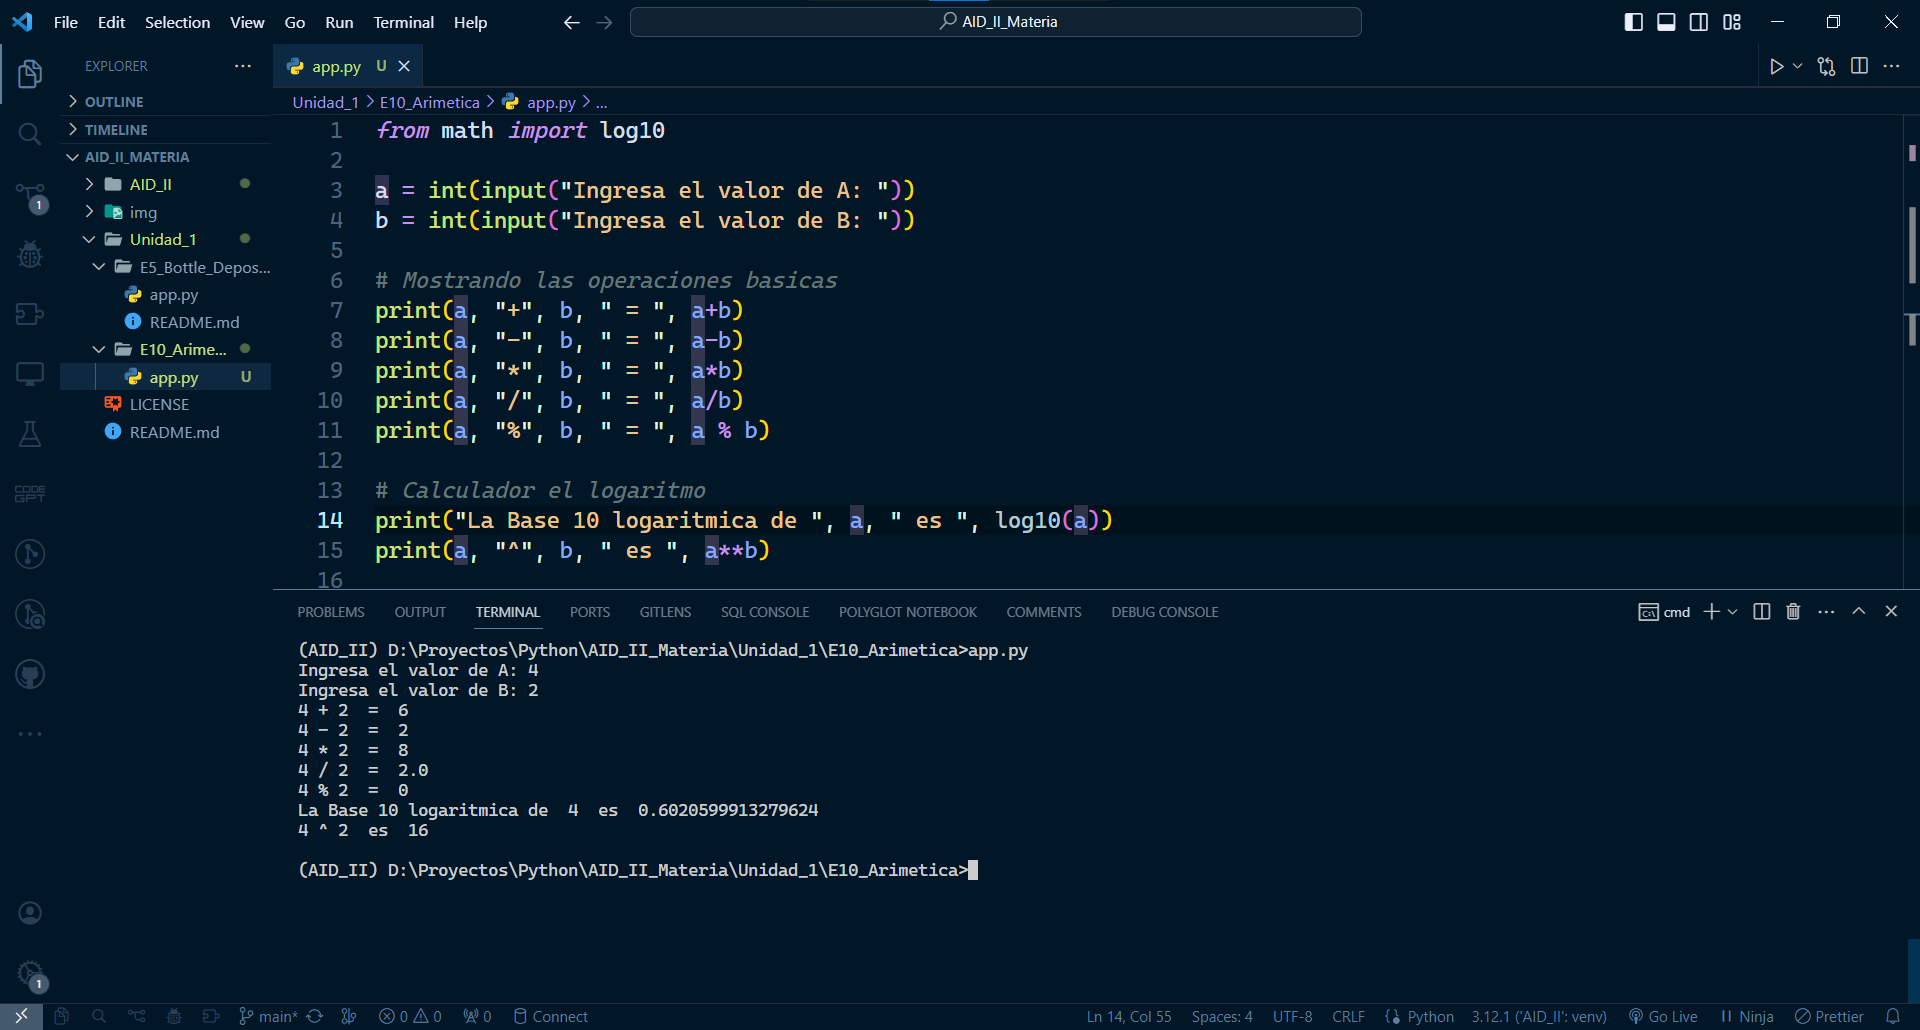 File Edit Selection View Go Run Terminal Help
AID_II_Materia
EXPLORER
OUTLINE
TIMELINE
AID_II_MATERIA
AID_II
img
Unidad_1
E5_Bottle_Depos...
app.py
README.md
E10_Arime...
app.py U
LICENSE
README.md
1
CODE
GPT
1
app.py U
Unidad_1 > E10_Arimetica > app.py > ...
1 from math import log10
2
3 a = int(input("Ingresa el valor de A: "))
4 b = int(input("Ingresa el valor de B: "))
5
6 # Mostrando las operaciones basicas
7 print(a, "+", b, " = ", a+b)
8 print(a, "-", b, " = ", a-b)
9 print(a, "*", b, " = ", a*b)
10 print(a, "/", b, " = ", a/b)
11 print(a, "%", b, " = ", a % b)
12
13 # Calculador el logaritmo
14 print("La Base 10 logaritmica de ", a, " es ", log10(a))
15 print(a, "^", b, " es ", a**b)
16
PROBLEMS OUTPUT TERMINAL PORTS GITLENS SQL CONSOLE POLYGLOT NOTEBOOK COMMENTS DEBUG CONSOLE
cmd
(AID_II) D:\Proyectos\Python\AID_II_Materia\Unidad_1\E10_Arimetica>app.py
Ingresa el valor de A: 4
Ingresa el valor de B: 2
4 + 2  =  6
4 - 2  =  2
4 * 2  =  8
4 / 2  =  2.0
4 % 2  =  0
La Base 10 logaritmica de  4  es  0.6020599913279624
4 ^ 2  es  16
(AID_II) D:\Proyectos\Python\AID_II_Materia\Unidad_1\E10_Arimetica>
main* 0 0 0 Connect Ln 14, Col 55 Spaces: 4 UTF-8 CRLF Python 3.12.1 ('AID_II': venv) Go Live Ninja Prettier